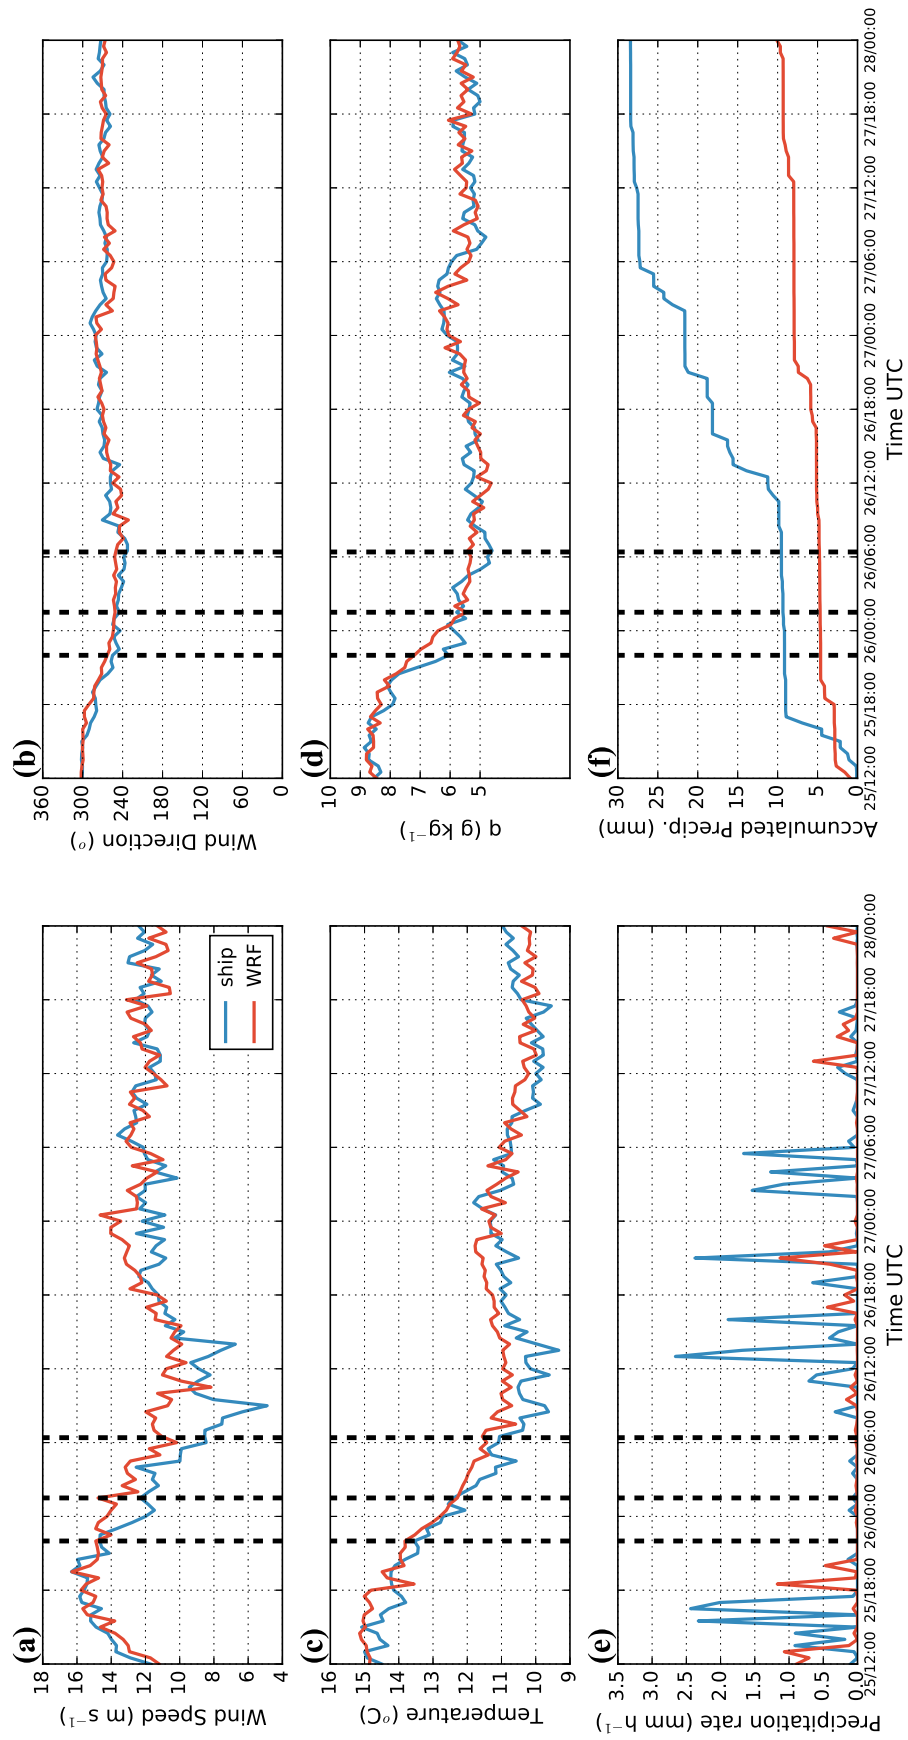 (a)
18
16
14
12
10
8
6
4
Wind Speed (m s⁻¹)
ship
WRF
(b)
360
300
240
180
120
60
0
Wind Direction (°)
(c)
16
15
14
13
12
11
10
9
Temperature (°C)
(d)
10
9
8
7
6
5
q (g kg⁻¹)
(e)
3.5
3.0
2.5
2.0
1.5
1.0
0.5
0.0
Precipitation rate (mm h⁻¹)
25/12:00 25/18:00 26/00:00 26/06:00 26/12:00 26/18:00 27/00:00 27/06:00 27/12:00 27/18:00 28/00:00
Time UTC
(f)
30
25
20
15
10
5
0
Accumulated Precip. (mm)
25/12:00 25/18:00 26/00:00 26/06:00 26/12:00 26/18:00 27/00:00 27/06:00 27/12:00 27/18:00 28/00:00
Time UTC